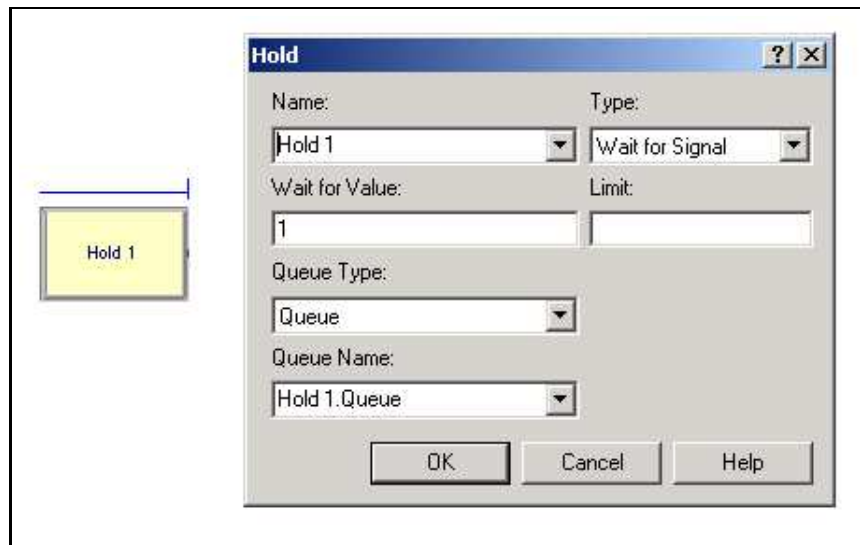 Hold 1
Hold
Name:
Type:
Hold 1
Wait for Signal
Wait for Value:
Limit:
1
Queue Type:
Queue
Queue Name:
Hold 1.Queue
OK
Cancel
Help